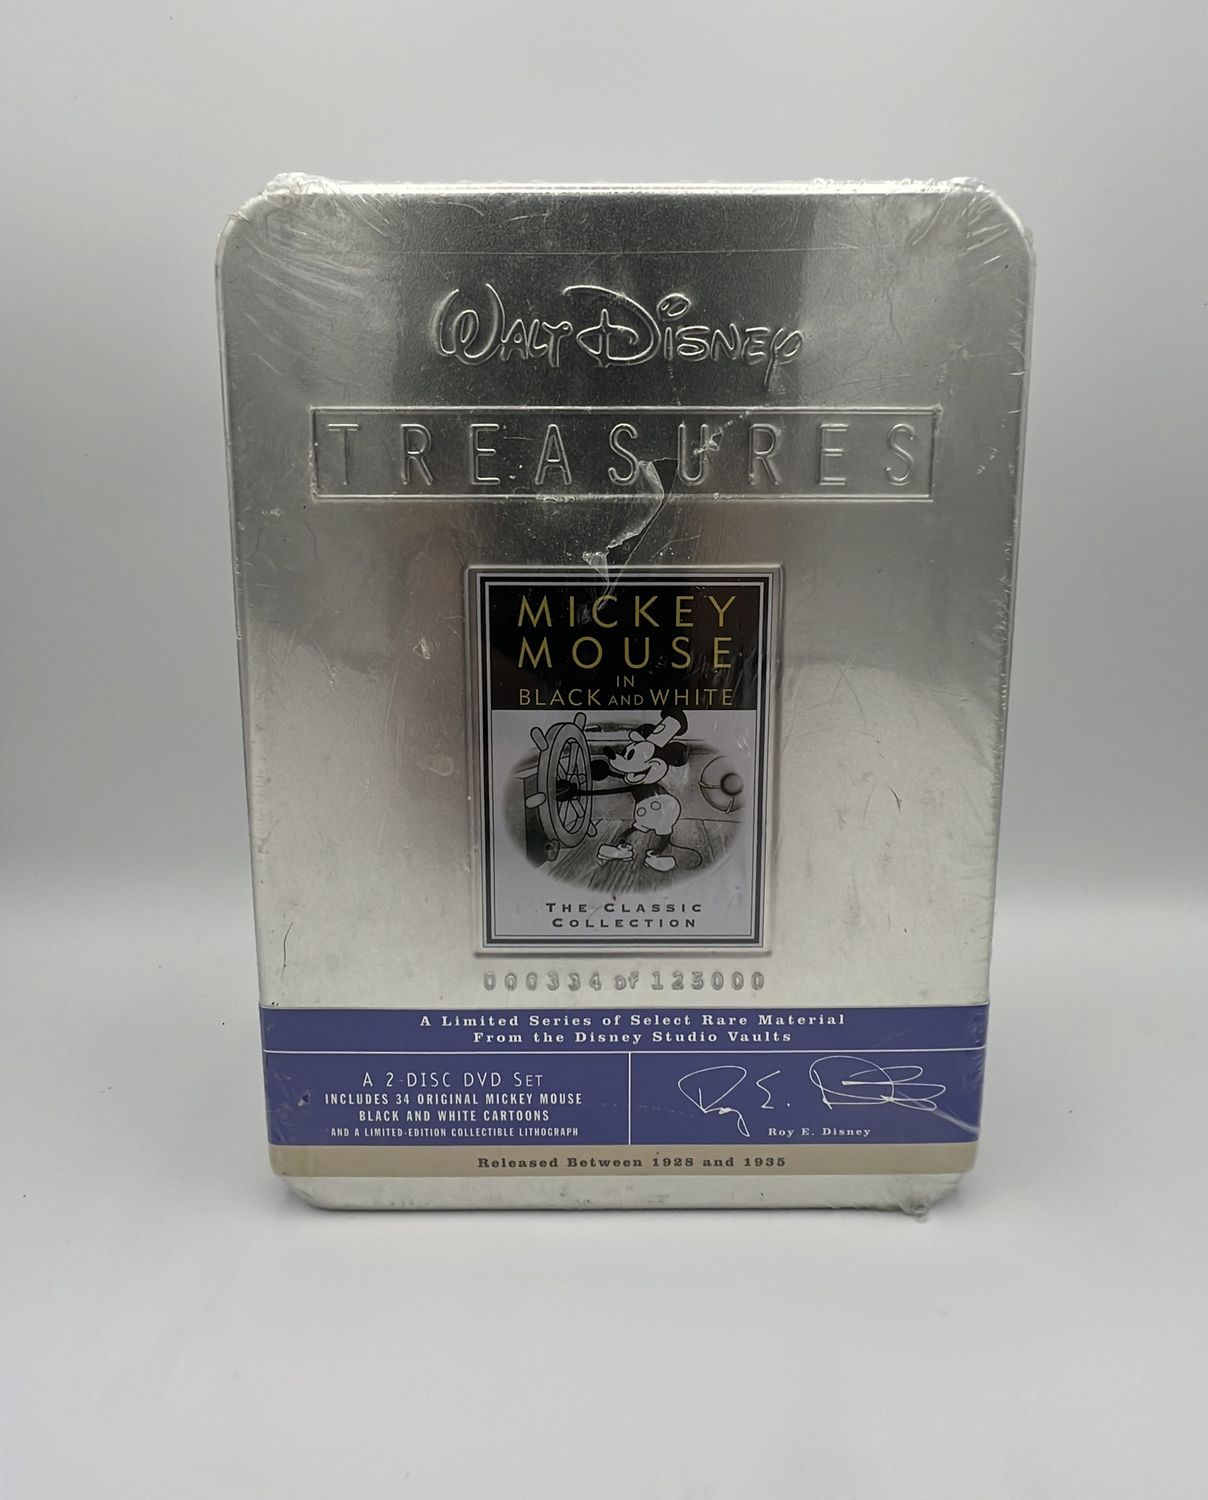 WALT DISNEY
TREASURES
MICKEY
MOUSE
IN
BLACK AND WHITE
THE CLASSIC
COLLECTION
000334 of 125000
A Limited Series of Select Rare Material
From the Disney Studio Vaults
A 2-DISC DVD SET
INCLUDES 34 ORIGINAL MICKEY MOUSE
BLACK AND WHITE CARTOONS
AND A LIMITED-EDITION COLLECTIBLE LITHOGRAPH
Roy E. Disney
Roy E. Disney
Released Between 1928 and 1935